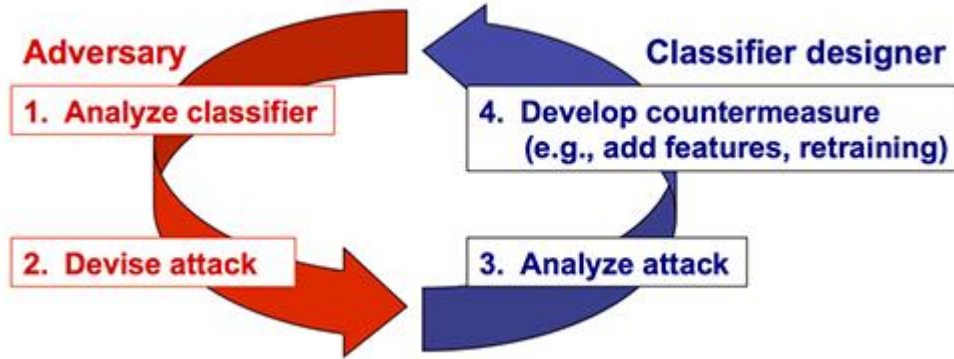 Adversary
1. Analyze classifier
2. Devise attack
Classifier designer
4. Develop countermeasure
(e.g., add features, retraining)
3. Analyze attack